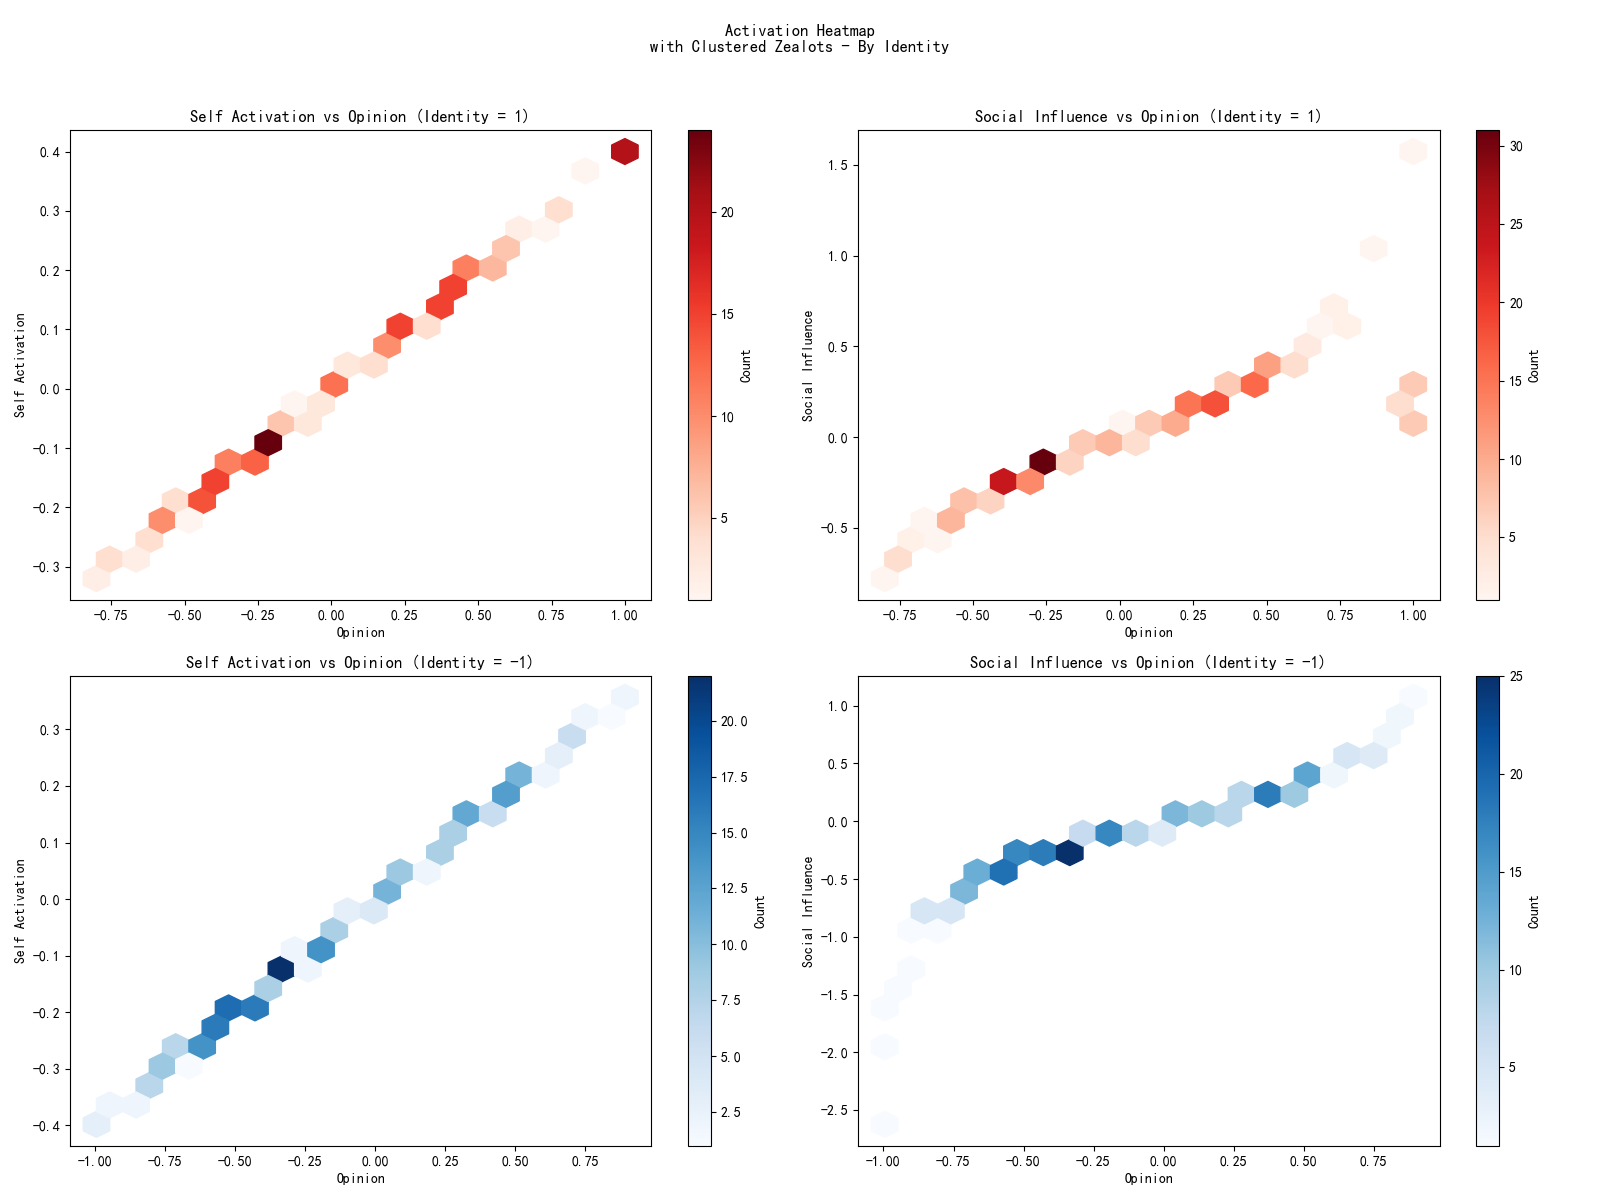 Activation Heatmap
with Clustered Zealots - By Identity
Self Activation vs Opinion (Identity = 1)
0.4
0.3
0.2
0.1
0.0
-0.1
-0.2
-0.3
Self Activation
-0.75 -0.50 -0.25 0.00 0.25 0.50 0.75 1.00
Opinion
20
15
10
5
Count
Social Influence vs Opinion (Identity = 1)
1.5
1.0
0.5
0.0
-0.5
Social Influence
-0.75 -0.50 -0.25 0.00 0.25 0.50 0.75 1.00
Opinion
30
25
20
15
10
5
Count
Self Activation vs Opinion (Identity = -1)
0.3
0.2
0.1
0.0
-0.1
-0.2
-0.3
-0.4
Self Activation
-1.00 -0.75 -0.50 -0.25 0.00 0.25 0.50 0.75
Opinion
20.0
17.5
15.0
12.5
10.0
7.5
5.0
2.5
Count
Social Influence vs Opinion (Identity = -1)
1.0
0.5
0.0
-0.5
-1.0
-1.5
-2.0
-2.5
Social Influence
-1.00 -0.75 -0.50 -0.25 0.00 0.25 0.50 0.75
Opinion
25
20
15
10
5
Count